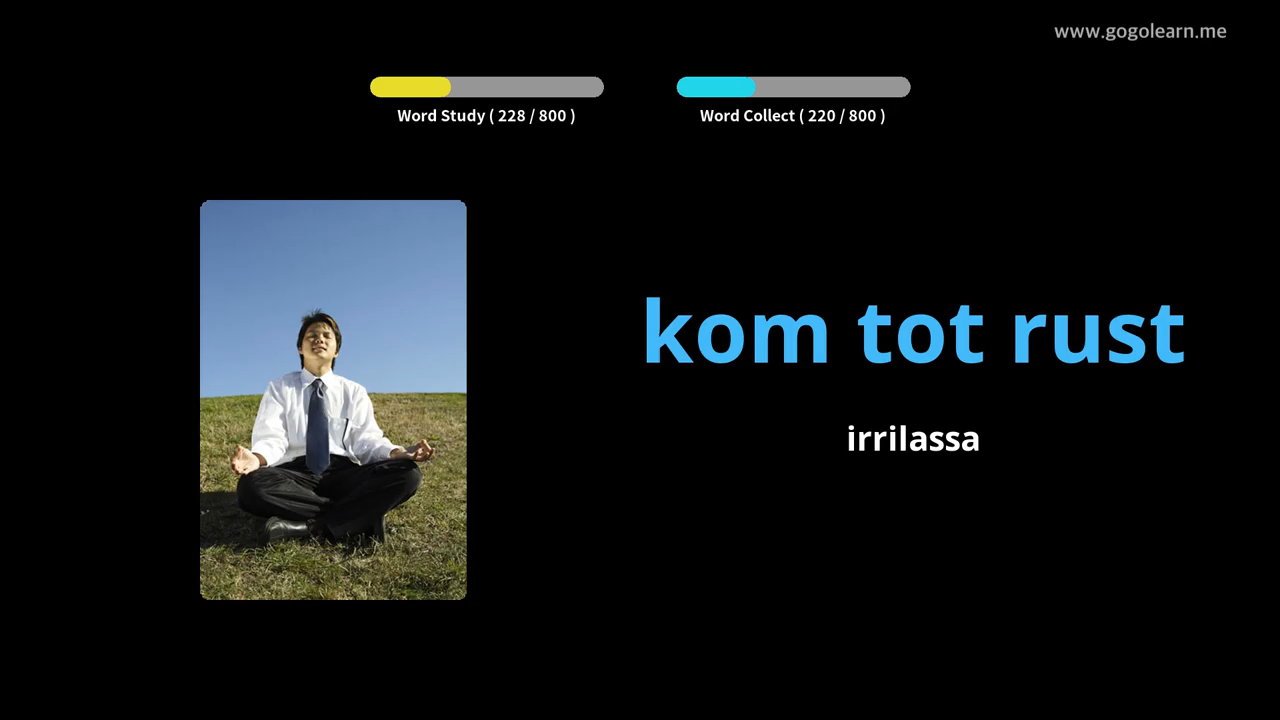 www.gogolearn.me
Word Study ( 228 / 800 )
Word Collect ( 220 / 800 )
kom tot rust
irrilassa